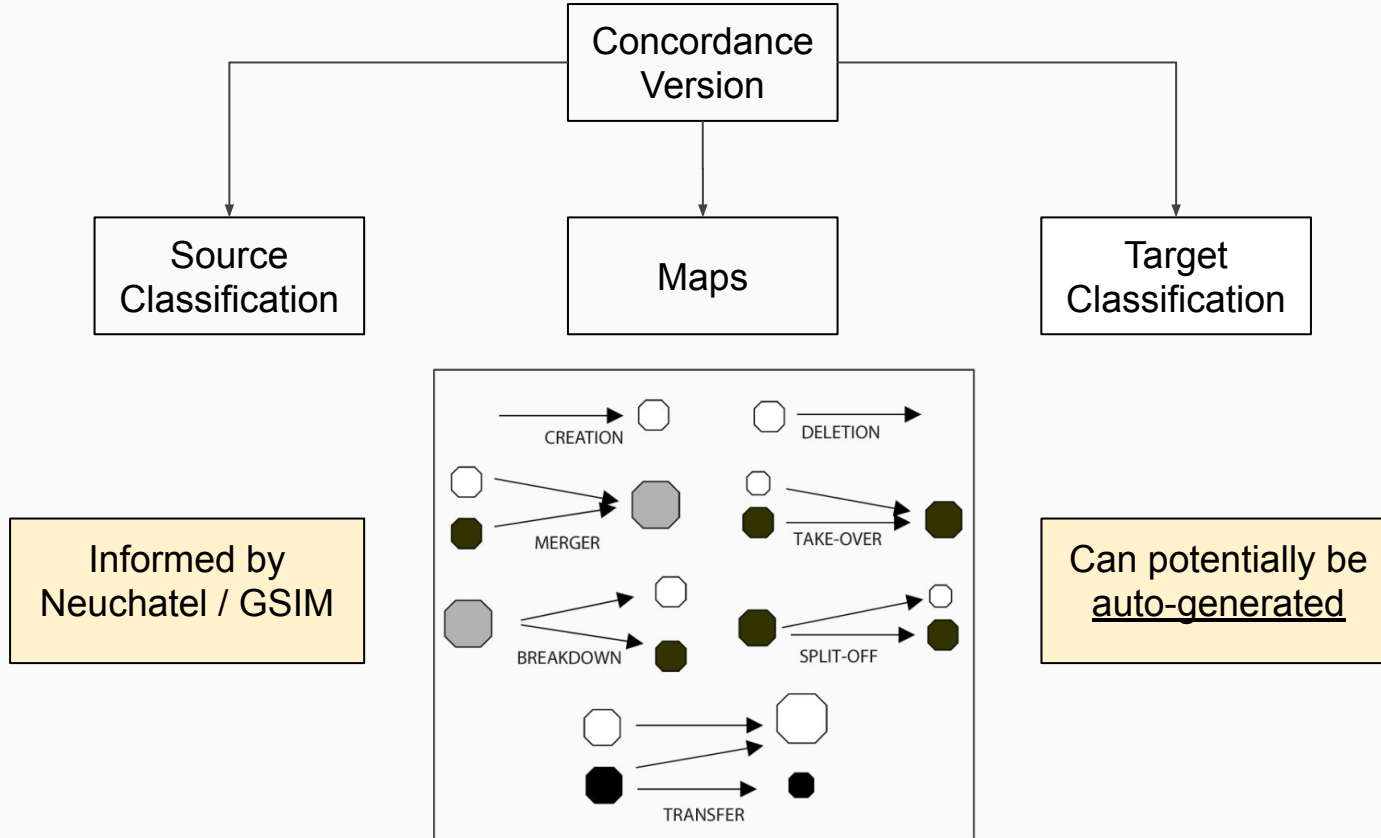 Concordance
Version
Source
Classification
Maps
Target
Classification
CREATION
DELETION
MERGER
TAKE-OVER
Informed by
Neuchatel / GSIM
Can potentially be
auto-generated
BREAKDOWN
SPLIT-OFF
TRANSFER